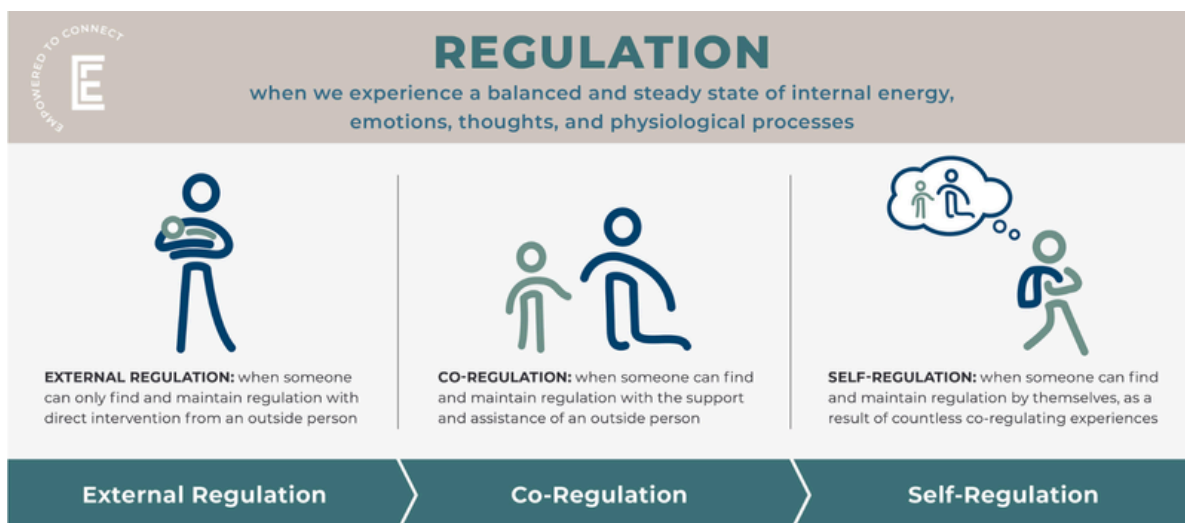 EMPOWERED TO CONNECT
REGULATION
when we experience a balanced and steady state of internal energy,
emotions, thoughts, and physiological processes
EXTERNAL REGULATION: when someone
can only find and maintain regulation with
direct intervention from an outside person
CO-REGULATION: when someone can find
and maintain regulation with the support
and assistance of an outside person
SELF-REGULATION: when someone can find
and maintain regulation by themselves, as a
result of countless co-regulating experiences
External Regulation
Co-Regulation
Self-Regulation